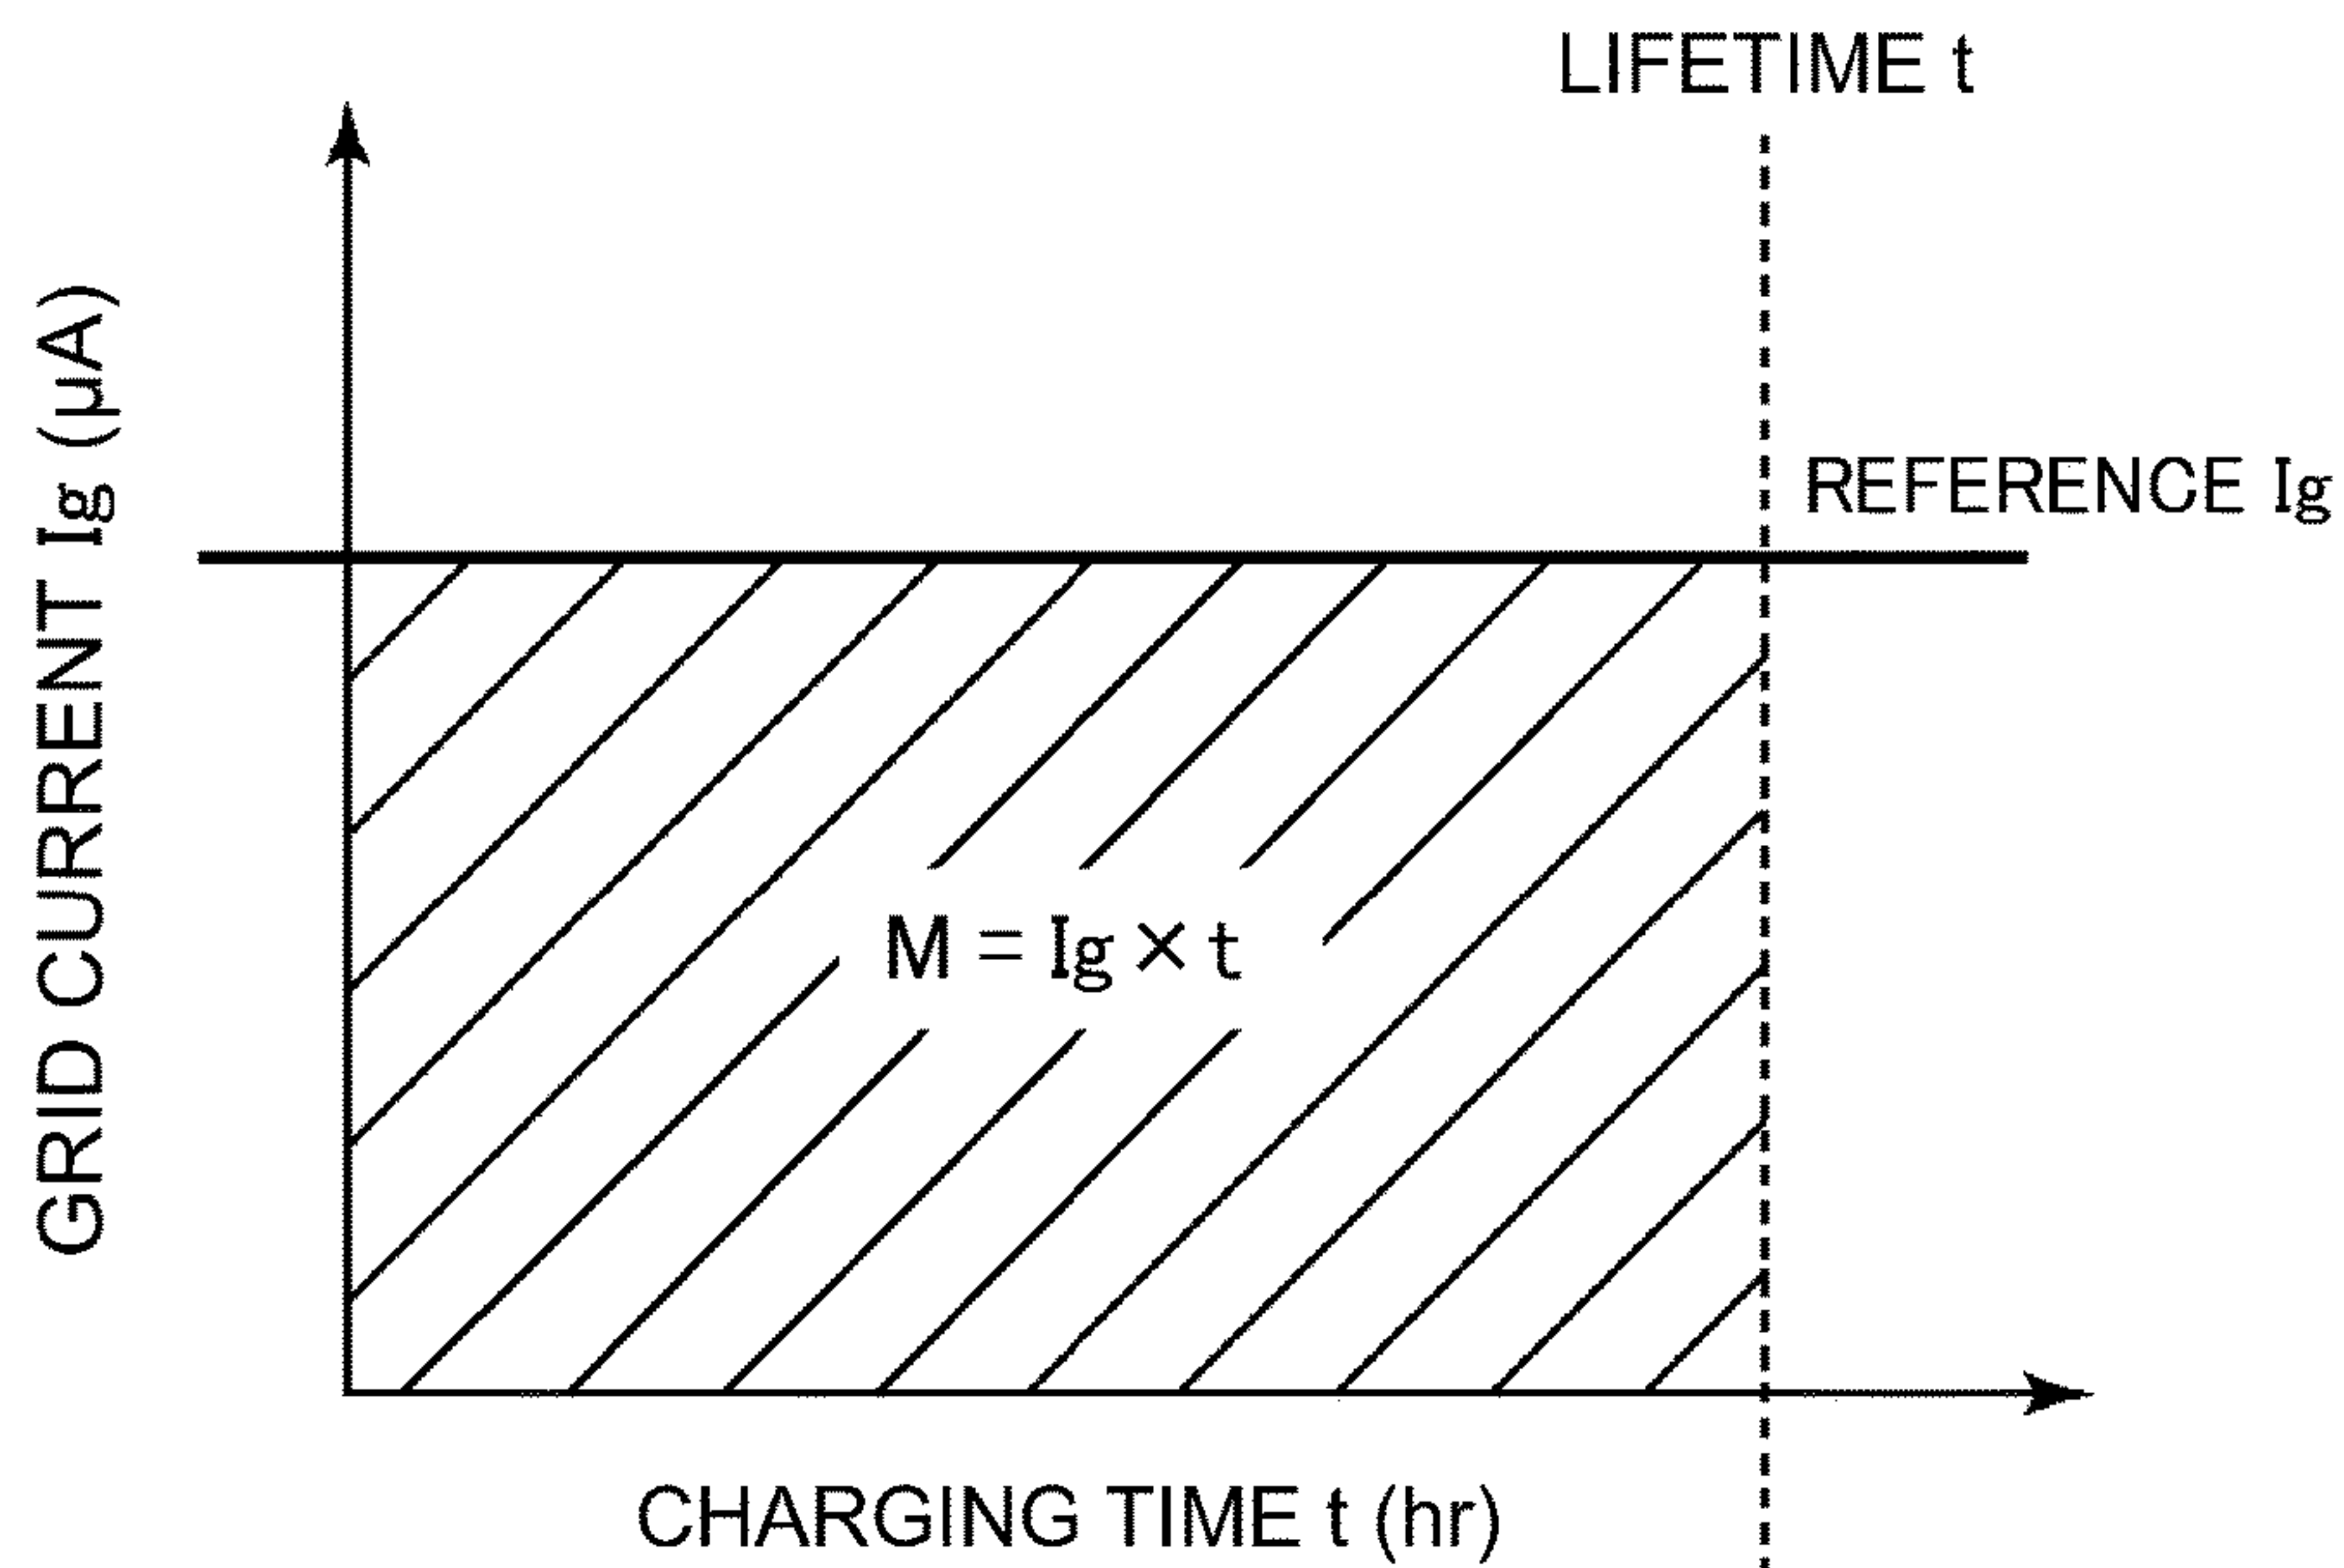 LIFETIME t
GRID CURRENT Ig (μA)
REFERENCE Ig
M = Ig × t
CHARGING TIME t (hr)